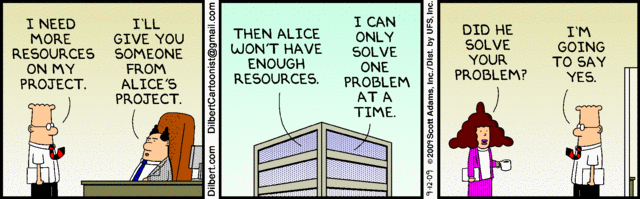 I NEED
MORE
RESOURCES
ON MY
PROJECT.
I'LL
GIVE YOU
SOMEONE
FROM
ALICE'S
PROJECT.
Dilbert.com DilbertCartoonist@gmail.com
THEN ALICE
WON'T HAVE
ENOUGH
RESOURCES.
I CAN
ONLY
SOLVE
ONE
PROBLEM
AT A
TIME.
9-12-09 ©2009 Scott Adams, Inc./Dist. by UFS, Inc.
DID HE
SOLVE
YOUR
PROBLEM?
I'M
GOING
TO SAY
YES.